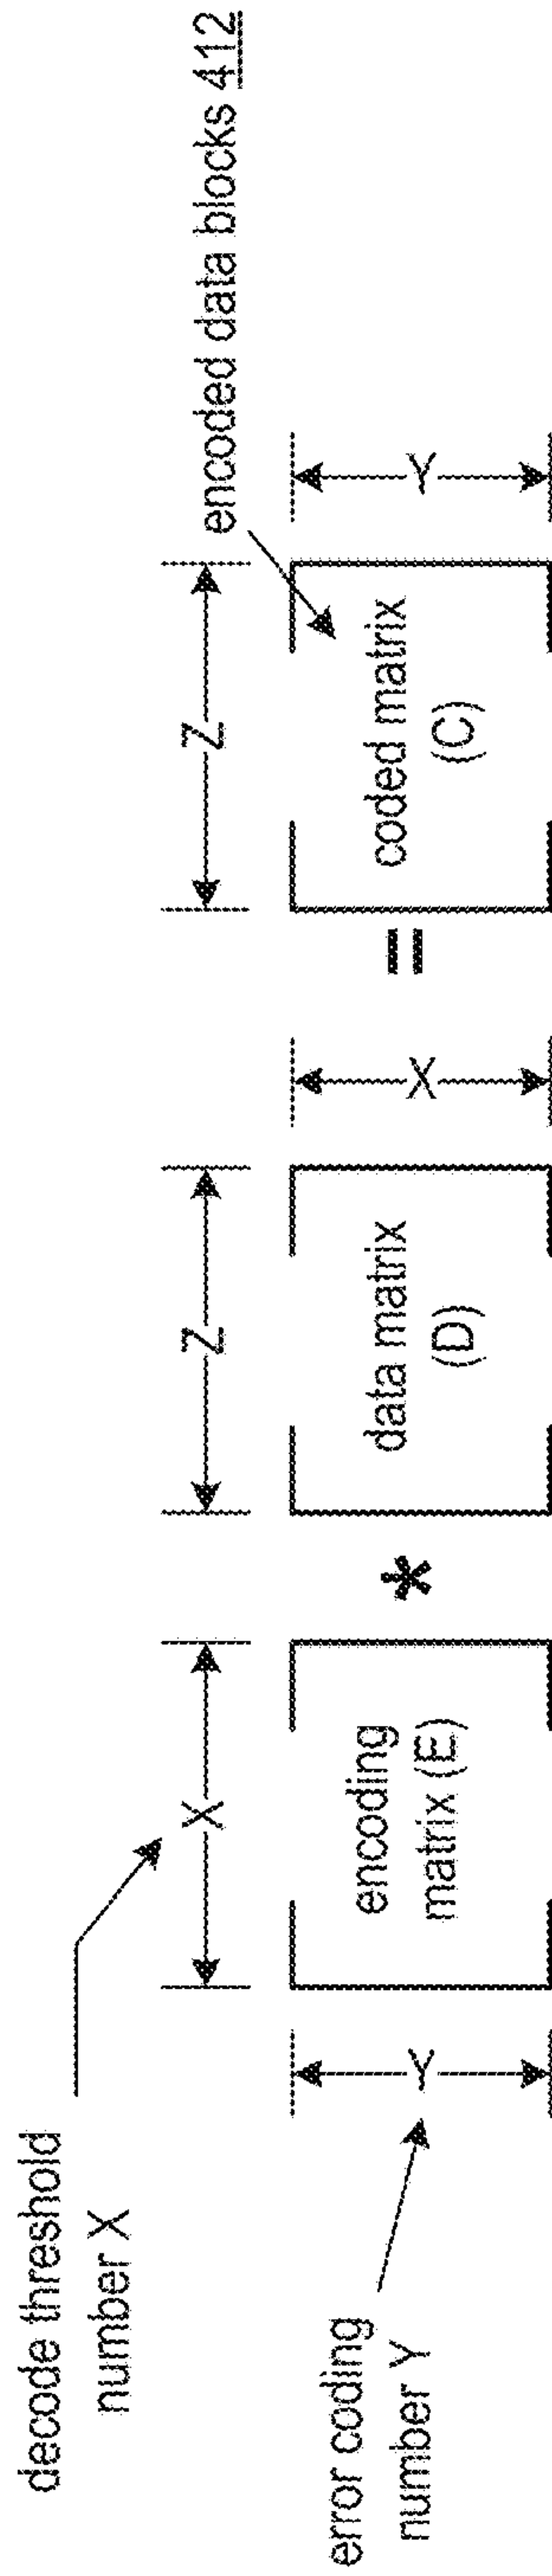 decode threshold
number X
error coding
number Y
Y
X
encoding
matrix (E)
*
Z
data matrix
(D)
X
=
Z
coded matrix
(C)
Y
encoded data blocks 412